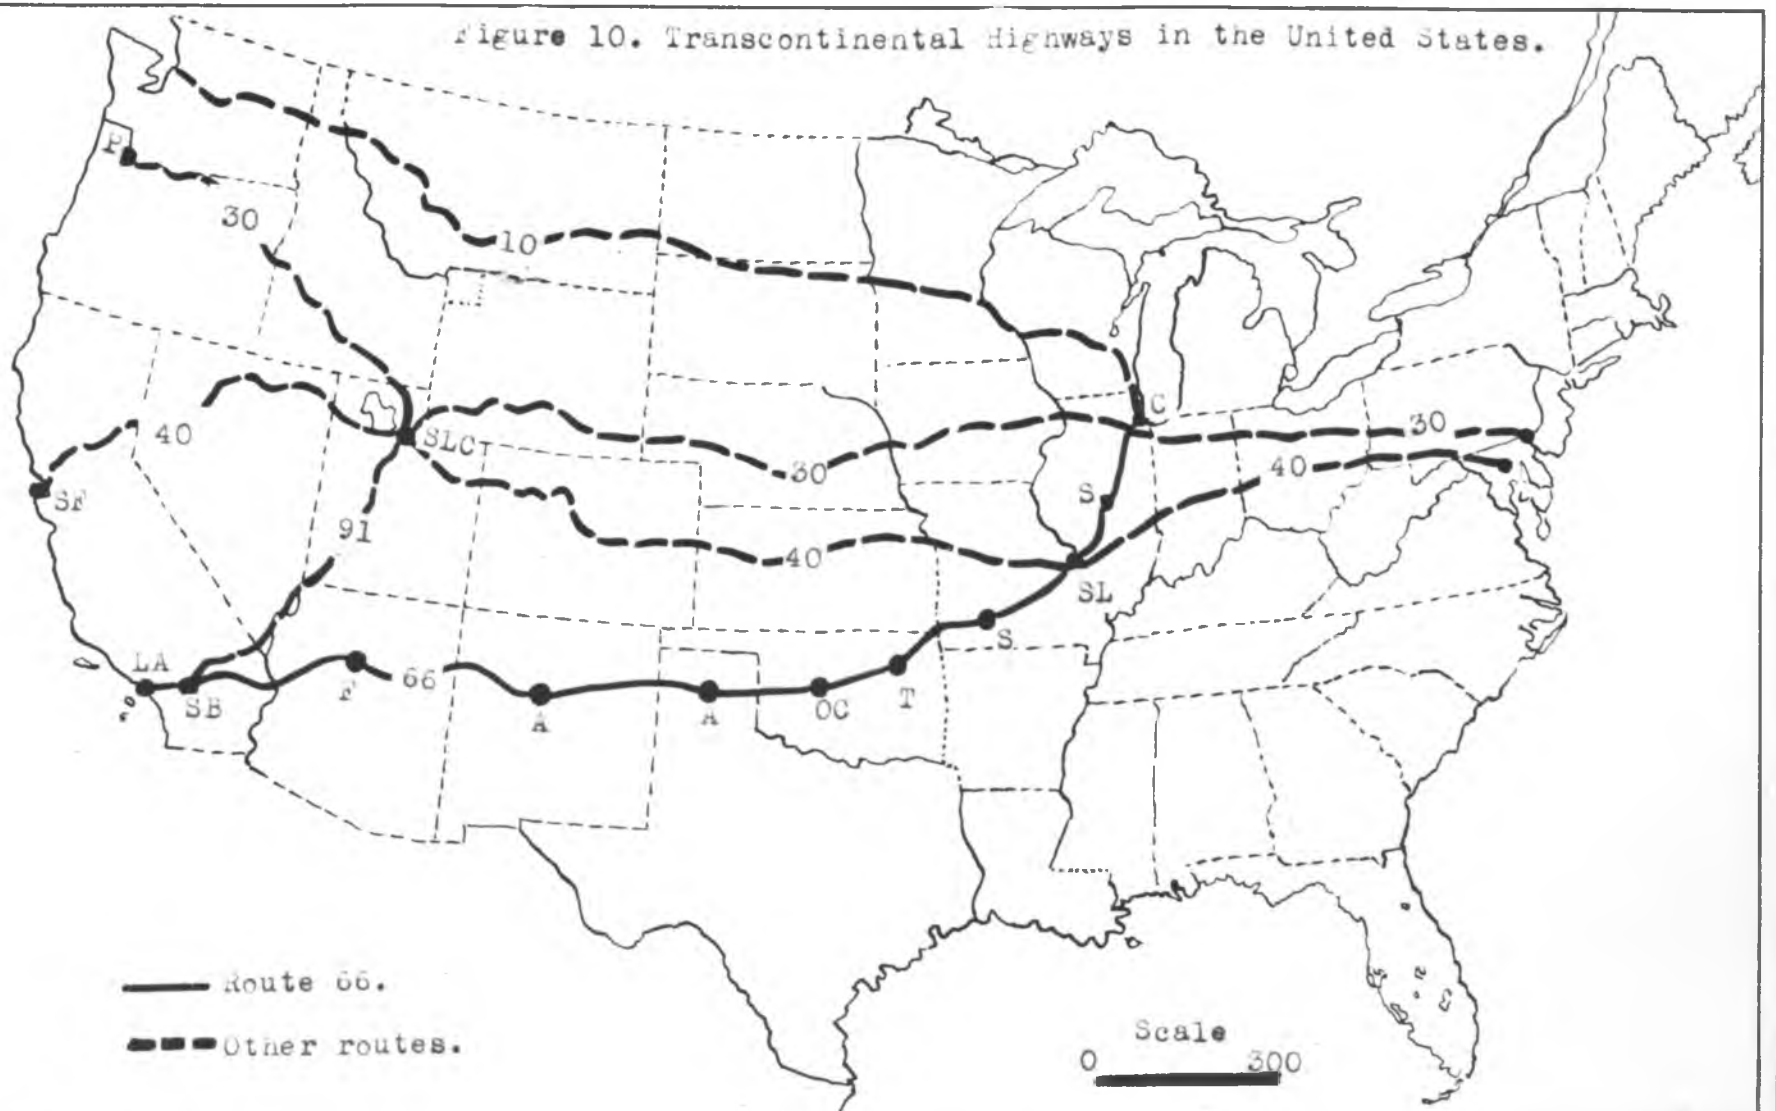 Figure 10. Transcontinental Highways in the United States.
P
30
10
C
40
SLC
30
30
40
SF
S
91
40
SL
S
LA
66
SB
F
A
A
OC
T
Route 66.
Other routes.
Scale
0 300